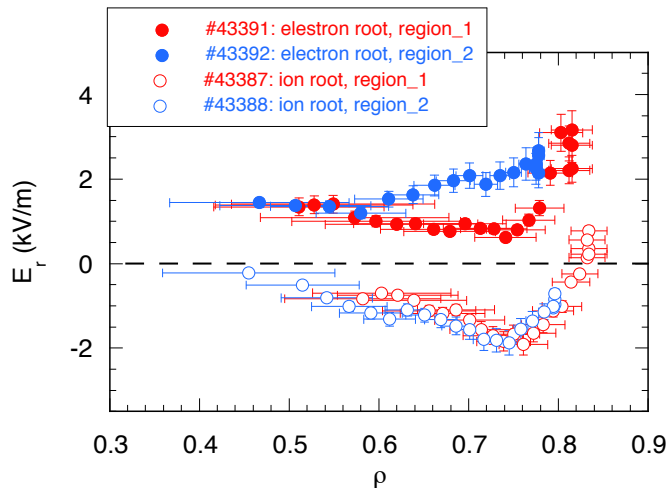 #43391: elestron root, region_1
#43392: electron root, region_2
#43387: ion root, region_1
#43388: ion root, region_2
4
2
0
-2
E_r (kV/m)
0.3 0.4 0.5 0.6 0.7 0.8 0.9
ρ